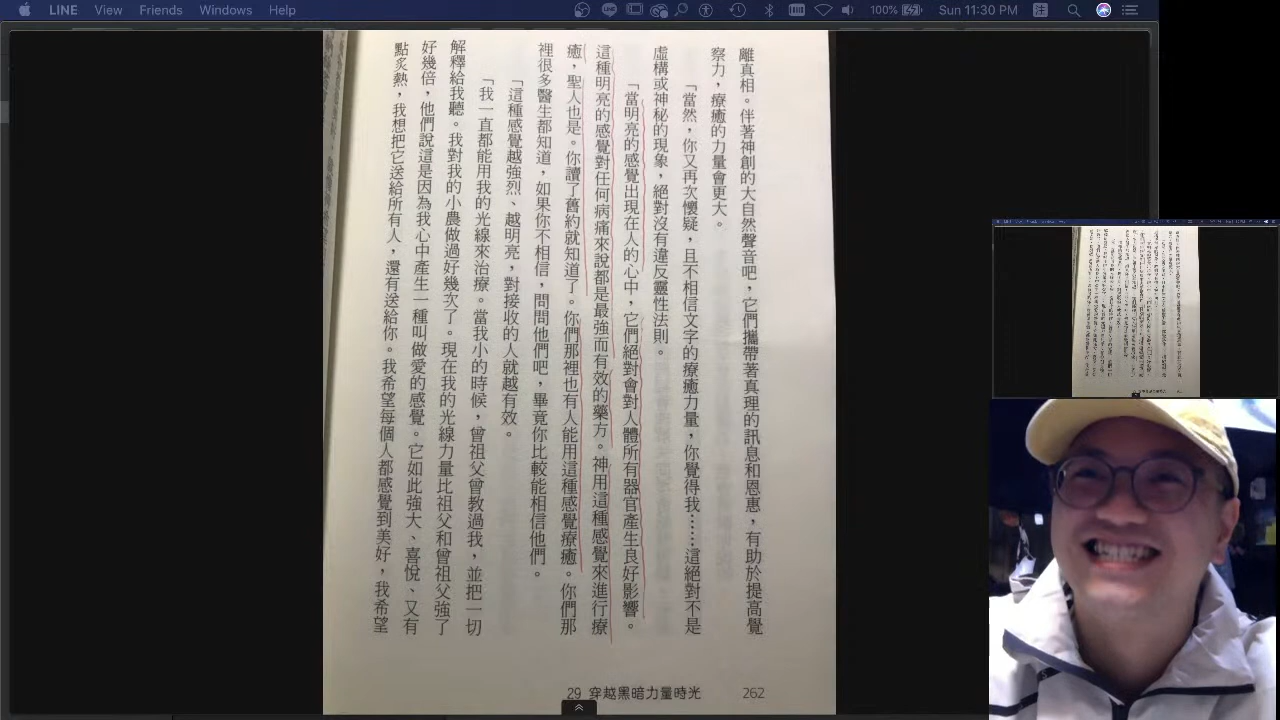 LINE View Friends Windows Help 100% Sun 11:30 PM 注
離真相。伴著神創的大自然聲音吧，它們攜帶著真理的訊息和恩惠，有助於提高覺
察力，療癒的力量會更大。
「當然，你又再次懷疑，且不相信文字的療癒力量，你覺得我……這絕對不是
虛構或神秘的現象，絕對沒有違反靈性法則。
「當明亮的感覺出現在人的心中，它們絕對會對人體所有器官產生良好影響。
這種明亮的感覺對任何病痛來說都是最強而有效的藥方。神用這種感覺來進行療
癒，聖人也是。你讀了舊約就知道了。你們那裡也有人能用這種感覺療癒。你們那
裡很多醫生都知道，如果你不相信，問問他們吧，畢竟你比較能相信他們。
「這種感覺越強烈、越明亮，對接收的人就越有效。
「我一直都能用我的光線來治療。當我小的時候，曾祖父曾教過我，並把一切
解釋給我聽。我對我的小農做過好幾次了。現在我的光線力量比祖父和曾祖父強了
好幾倍，他們說這是因為我心中產生一種叫做愛的感覺。它如此強大、喜悅、又有
點炙熱，我想把它送給所有人，還有送給你。我希望每個人都感覺到美好，我希望
29 穿越黑暗力量時光 262